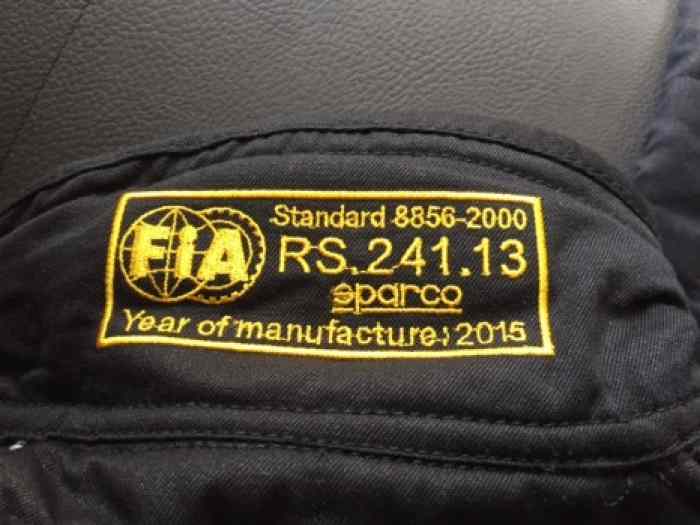 FiA
Standard 8856-2000
RS.241.13
sparco
Year of manufacture: 2015